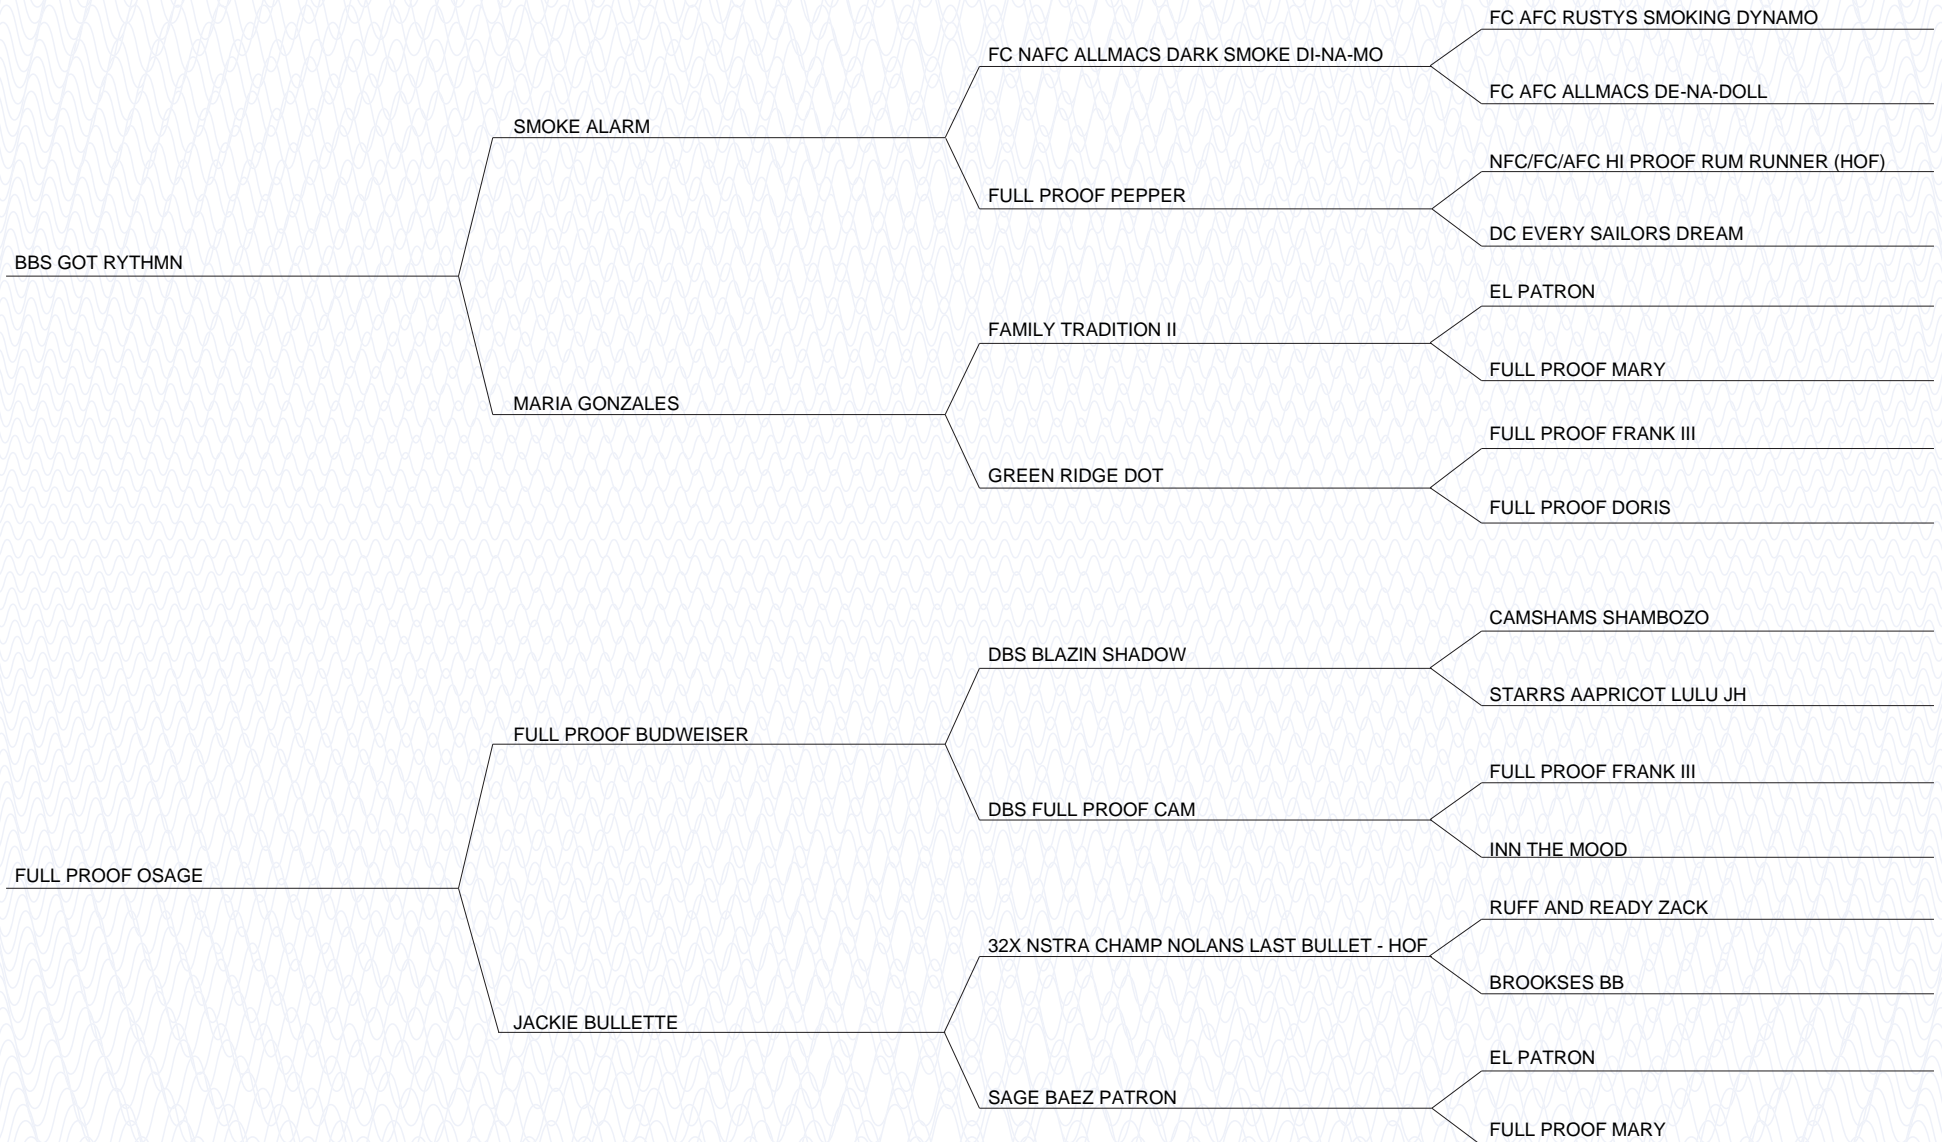 FC AFC RUSTYS SMOKING DYNAMO
FC NAFC ALLMACS DARK SMOKE DI-NA-MO
FC AFC ALLMACS DE-NA-DOLL
SMOKE ALARM
NFC/FC/AFC HI PROOF RUM RUNNER (HOF)
FULL PROOF PEPPER
DC EVERY SAILORS DREAM
BBS GOT RYTHMN
EL PATRON
FAMILY TRADITION II
FULL PROOF MARY
MARIA GONZALES
FULL PROOF FRANK III
GREEN RIDGE DOT
FULL PROOF DORIS
CAMSHAMS SHAMBOZO
DBS BLAZIN SHADOW
STARRS AAPRICOT LULU JH
FULL PROOF BUDWEISER
FULL PROOF FRANK III
DBS FULL PROOF CAM
INN THE MOOD
FULL PROOF OSAGE
RUFF AND READY ZACK
32X NSTRA CHAMP NOLANS LAST BULLET - HOF
BROOKSES BB
JACKIE BULLETTE
EL PATRON
SAGE BAEZ PATRON
FULL PROOF MARY